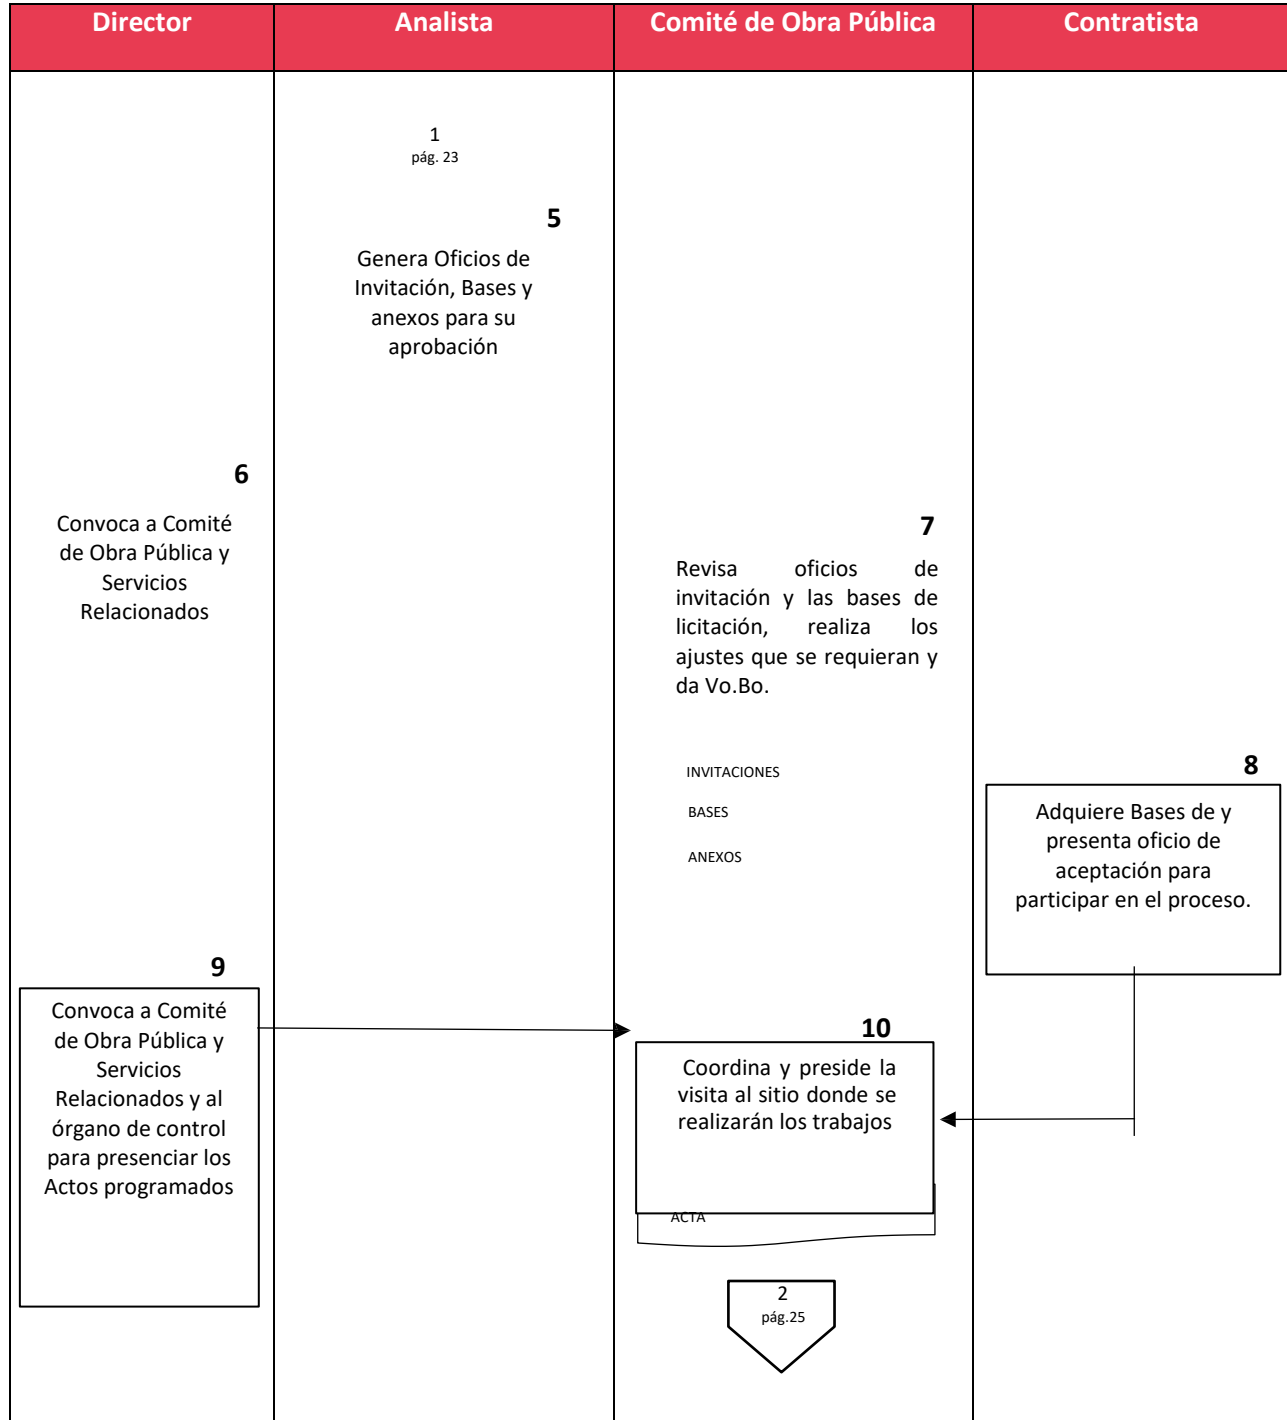 Director
Analista
Comité de Obra Pública
Contratista
1
pág. 23
5
Genera Oficios de
Invitación, Bases y
anexos para su
aprobación
6
Convoca a Comité
de Obra Pública y
Servicios
Relacionados
7
Revisa oficios de
invitación y las bases de
licitación, realiza los
ajustes que se requieran y
da Vo.Bo.
INVITACIONES
BASES
ANEXOS
8
Adquiere Bases de y
presenta oficio de
aceptación para
participar en el proceso.
9
Convoca a Comité
de Obra Pública y
Servicios
Relacionados y al
órgano de control
para presenciar los
Actos programados
10
Coordina y preside la
visita al sitio donde se
realizarán los trabajos
ACTA
2
pág.25